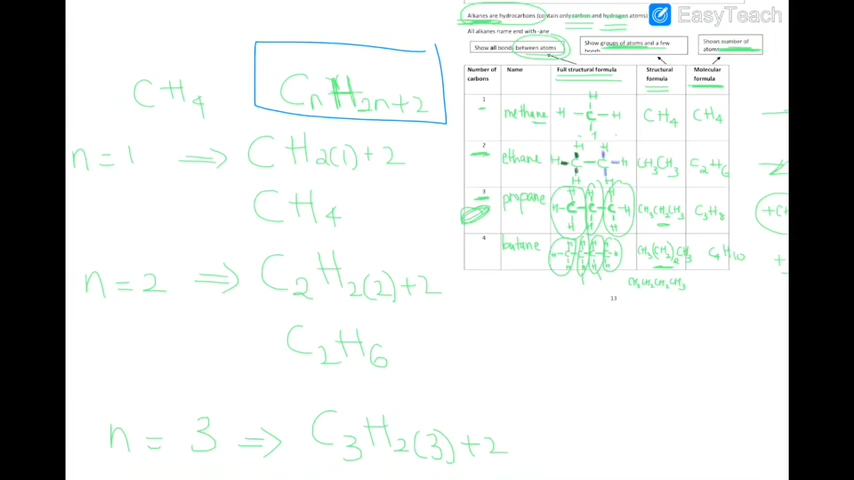 CH₄
CₙH₂ₙ₊₂
n = 1 ⇒ CH₂₍₁₎₊₂
CH₄
n = 2 ⇒ C₂H₂₍₂₎₊₂
C₂H₆
n = 3 ⇒ C₃H₂₍₃₎₊₂
EasyTeach
Alkanes are hydrocarbons (contain only carbon and hydrogen atoms)
All alkanes name end with -ane
Show all bonds between atoms
Show groups of atoms and a few bonds
Shows number of atoms
Number of carbons Name Full structural formula Structural formula Molecular formula
1 methane CH₄ CH₄
H
H - C - H
H
2 ethane CH₃CH₃ C₂H₆
H H
H - C - C - H
H H
3 propane CH₃CH₂CH₃ C₃H₈
H H H
H - C - C - C - H
H H H
4 butane CH₃(CH₂)₂CH₃ C₄H₁₀
H H H H
H - C - C - C - C - H
H H H H
CH₃CH₂CH₂CH₃
13